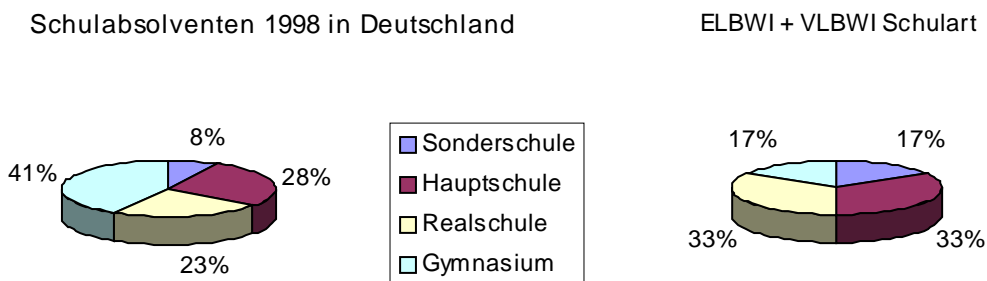 Schulabsolventen 1998 in Deutschland
8%
41%
28%
23%
Sonderschule
Hauptschule
Realschule
Gymnasium
ELBWI + VLBWI Schulart
17%
17%
33%
33%